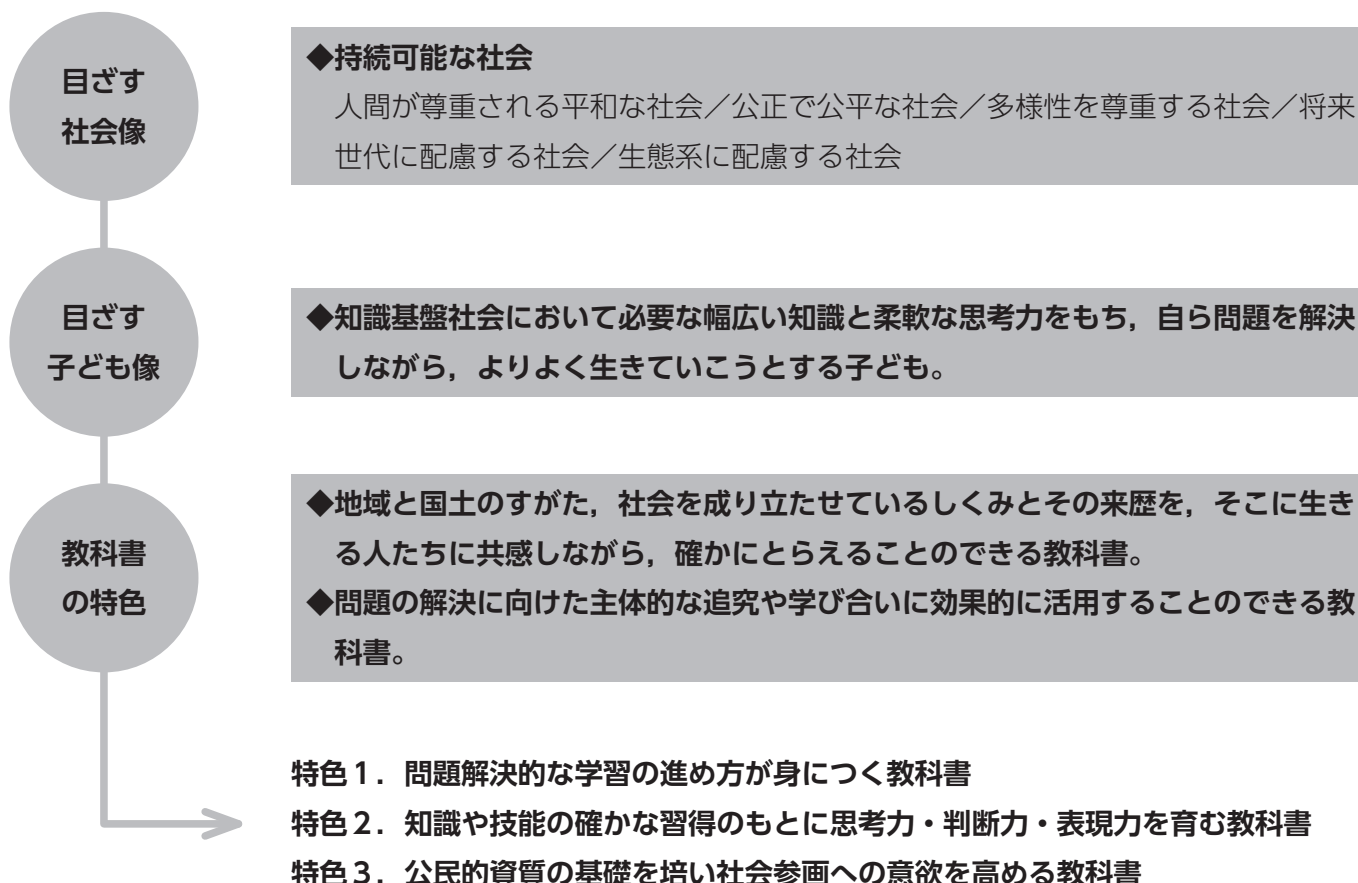 目ざす
社会像
◆持続可能な社会
人間が尊重される平和な社会／公正で公平な社会／多様性を尊重する社会／将来
世代に配慮する社会／生態系に配慮する社会
目ざす
子ども像
◆知識基盤社会において必要な幅広い知識と柔軟な思考力をもち，自ら問題を解決
しながら，よりよく生きていこうとする子ども。
教科書
の特色
◆地域と国土のすがた，社会を成り立たせているしくみとその来歴を，そこに生き
る人たちに共感しながら，確かにとらえることのできる教科書。
◆問題の解決に向けた主体的な追究や学び合いに効果的に活用することのできる教
科書。
特色１．問題解決的な学習の進め方が身につく教科書
特色２．知識や技能の確かな習得のもとに思考力・判断力・表現力を育む教科書
特色３．公民的資質の基礎を培い社会参画への意欲を高める教科書